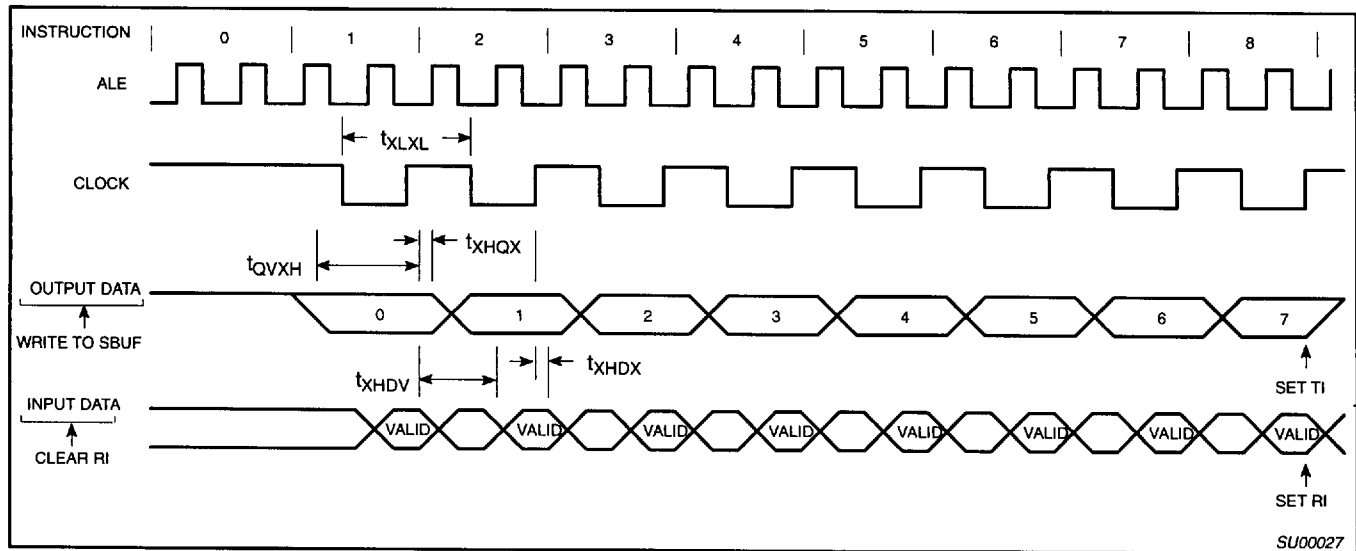 INSTRUCTION 0 1 2 3 4 5 6 7 8
ALE
tXLXL
CLOCK
tXHQX
tQVXH
OUTPUT DATA
0 1 2 3 4 5 6 7
WRITE TO SBUF
tXHDX
tXHDV
SET TI
INPUT DATA
VALID VALID VALID VALID VALID VALID VALID VALID
CLEAR RI
SET RI
SU00027